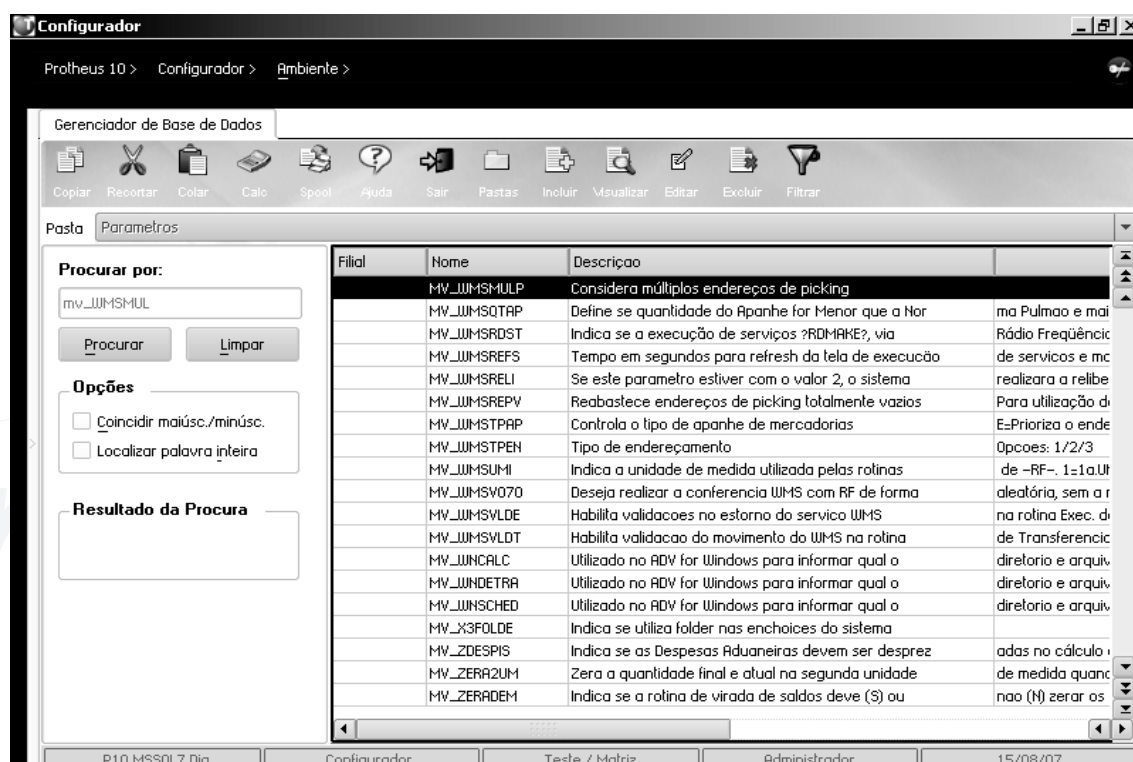 Configurador
Protheus 10 > Configurador > Ambiente >
Gerenciador de Base de Dados
Copiar Recortar Colar Calc Spool Ajuda Sair Pastas Incluir Visualizar Editar Excluir Filtrar
Pasta Parametros
Procurar por:
mv_WMSMUL
Procurar Limpar
Opções
Coincidir maiúsc./minúsc.
Localizar palavra inteira
Resultado da Procura
Filial Nome Descriçao
MV_WMSMULP Considera múltiplos endereços de picking
MV_WMSQTAP Define se quantidade do Apanhe for Menor que a Nor ma Pulmao e mai
MV_WMSRDST Indica se a execução de serviços ?RDMAKE?, via Rádio Freqüênci
MV_WMSREFS Tempo em segundos para refresh da tela de execucão de servicos e mo
MV_WMSRELI Se este parametro estiver com o valor 2, o sistema realizara a relibe
MV_WMSREPV Reabastece endereços de picking totalmente vazios Para utilização d
MV_WMSTPAP Controla o tipo de apanhe de mercadorias E=Prioriza o ende
MV_WMSTPEN Tipo de endereçamento Opcoes: 1/2/3
MV_WMSUMI Indica a unidade de medida utilizada pelas rotinas de -RF-. 1=1a.U
MV_WMSV070 Deseja realizar a conferencia WMS com RF de forma aleatória, sem a
MV_WMSVLDE Habilita validacoes no estorno do servico WMS na rotina Exec. d
MV_WMSVLDT Habilita validacao do movimento do WMS na rotina de Transferenci
MV_WNCALC Utilizado no ADV for Windows para informar qual o diretorio e arqui
MV_WNDETRA Utilizado no ADV for Windows para informar qual o diretorio e arqui
MV_WNSCHED Utilizado no ADV for Windows para informar qual o diretorio e arqui
MV_X3FOLDE Indica se utiliza folder nas enchoices do sistema
MV_ZDESPIS Indica se as Despesas Aduaneiras devem ser desprez adas no cálculo
MV_ZERA2UM Zera a quantidade final e atual na segunda unidade de medida quan
MV_ZERADEM Indica se a rotina de virada de saldos deve (S) ou nao (N) zerar os
P10 MSSQL7 Dia Configurador Teste / Matriz Administrador 15/08/07